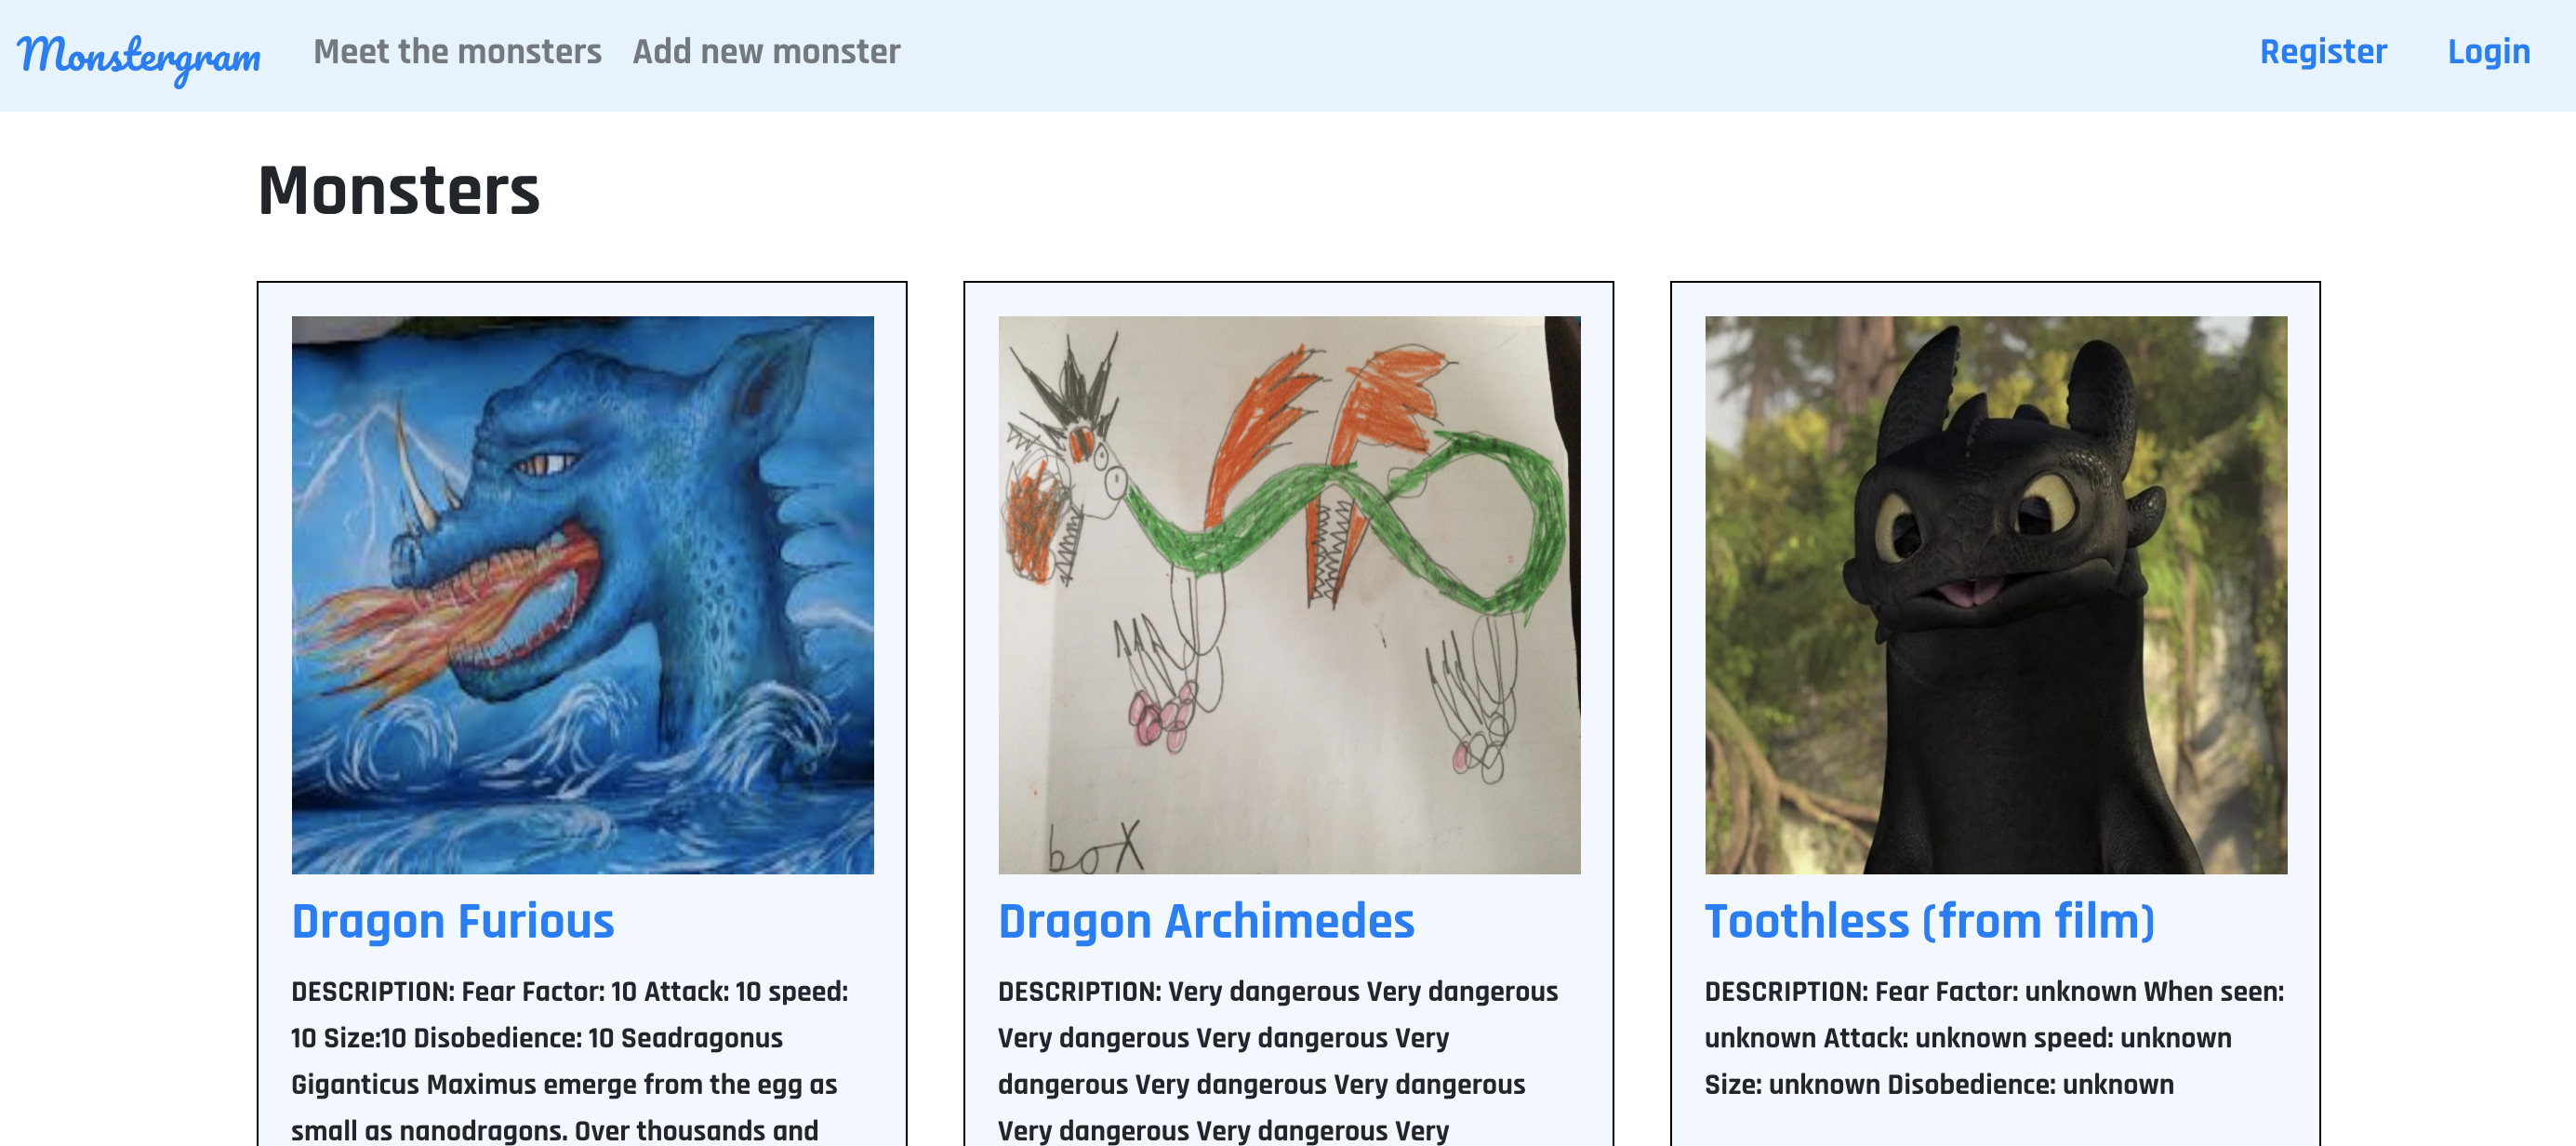 Monstergram
Meet the monsters
Add new monster
Register
Login
Monsters
box
Dragon Furious
DESCRIPTION: Fear Factor: 10 Attack: 10 speed:
10 Size:10 Disobedience: 10 Seadragonus
Giganticus Maximus emerge from the egg as
small as nanodragons. Over thousands and
Dragon Archimedes
DESCRIPTION: Very dangerous Very dangerous
Very dangerous Very dangerous Very
dangerous Very dangerous Very dangerous
Very dangerous Very dangerous Very
Toothless (from film)
DESCRIPTION: Fear Factor: unknown When seen:
unknown Attack: unknown speed: unknown
Size: unknown Disobedience: unknown